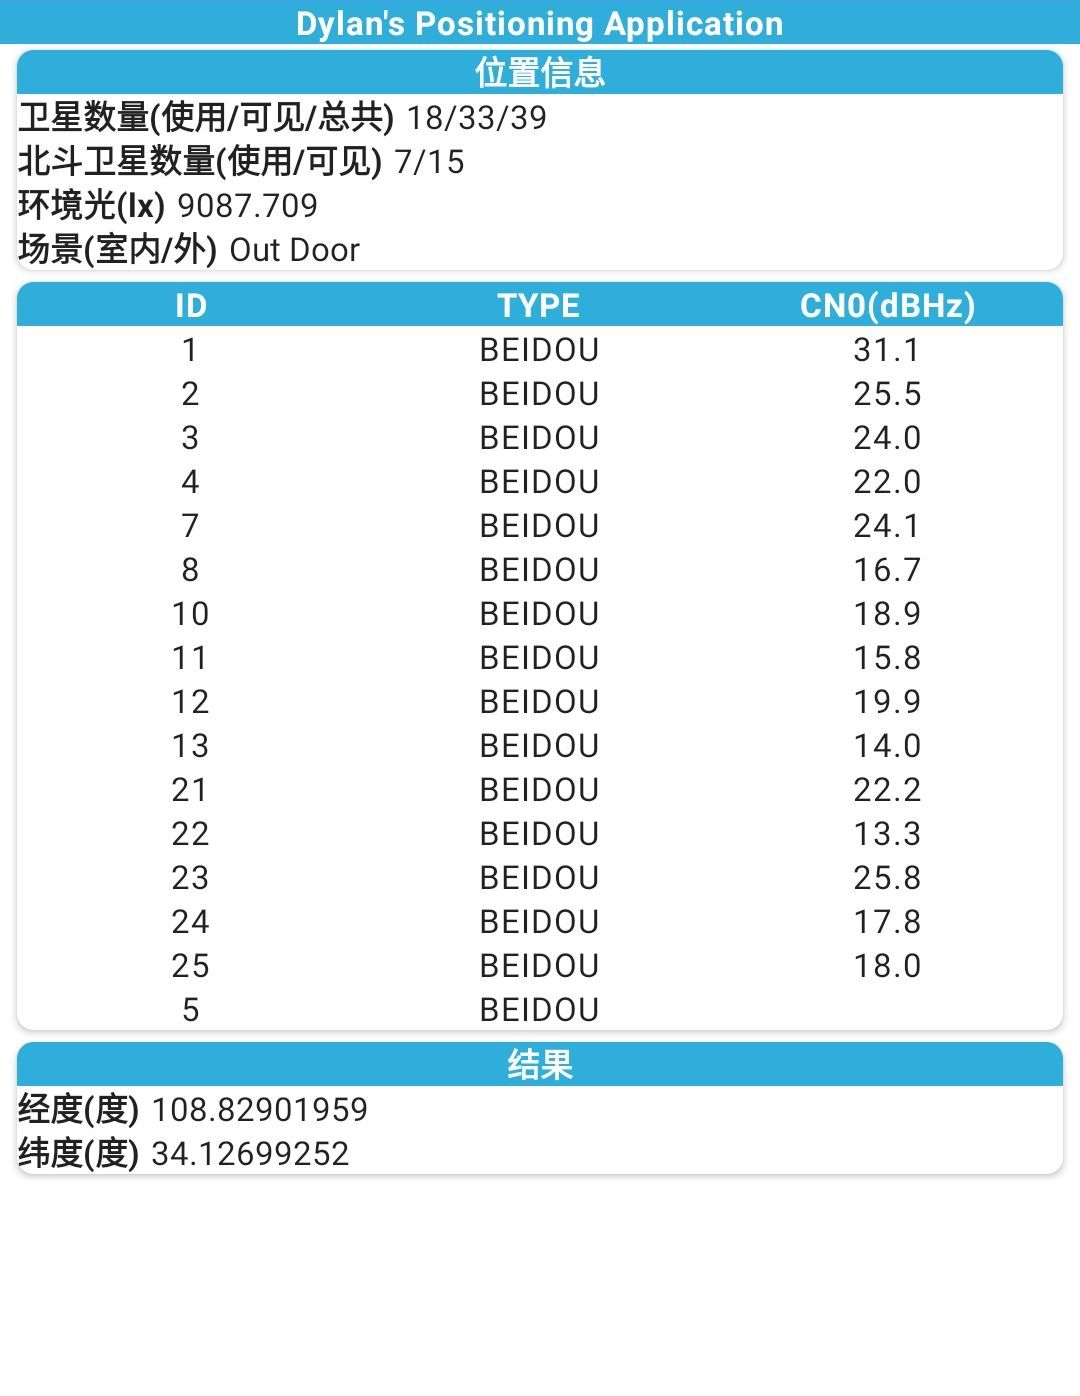 Dylan's Positioning Application
位置信息
卫星数量(使用/可见/总共) 18/33/39
北斗卫星数量(使用/可见) 7/15
环境光(lx) 9087.709
场景(室内/外) Out Door
ID TYPE CN0(dBHz)
1 BEIDOU 31.1
2 BEIDOU 25.5
3 BEIDOU 24.0
4 BEIDOU 22.0
7 BEIDOU 24.1
8 BEIDOU 16.7
10 BEIDOU 18.9
11 BEIDOU 15.8
12 BEIDOU 19.9
13 BEIDOU 14.0
21 BEIDOU 22.2
22 BEIDOU 13.3
23 BEIDOU 25.8
24 BEIDOU 17.8
25 BEIDOU 18.0
5 BEIDOU
结果
经度(度) 108.82901959
纬度(度) 34.12699252